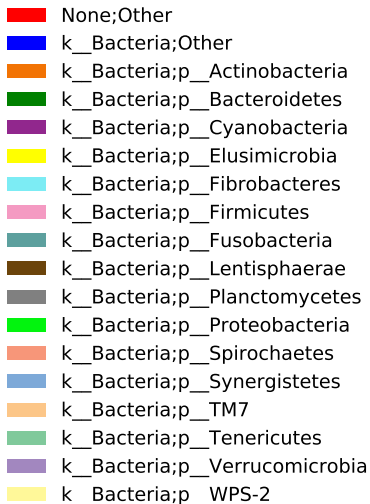 None;Other
k__Bacteria;Other
k__Bacteria;p__Actinobacteria
k__Bacteria;p__Bacteroidetes
k__Bacteria;p__Cyanobacteria
k__Bacteria;p__Elusimicrobia
k__Bacteria;p__Fibrobacteres
k__Bacteria;p__Firmicutes
k__Bacteria;p__Fusobacteria
k__Bacteria;p__Lentisphaerae
k__Bacteria;p__Planctomycetes
k__Bacteria;p__Proteobacteria
k__Bacteria;p__Spirochaetes
k__Bacteria;p__Synergistetes
k__Bacteria;p__TM7
k__Bacteria;p__Tenericutes
k__Bacteria;p__Verrucomicrobia
k__Bacteria;p__WPS-2